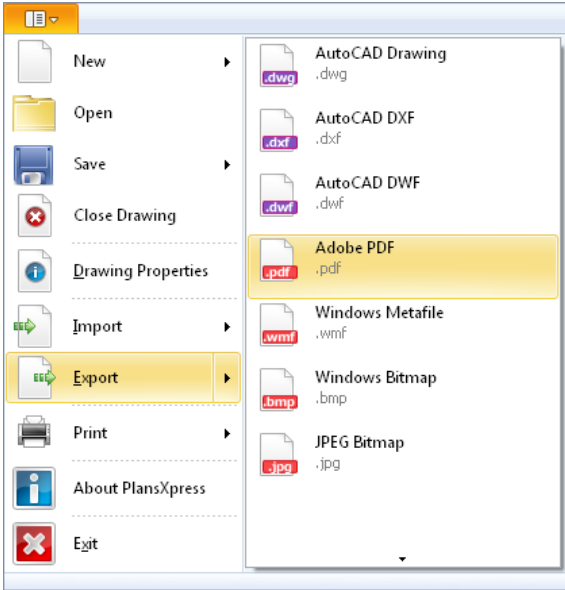 New
Open
Save
Close Drawing
Drawing Properties
Import
Export
Print
About PlansXpress
Exit
.dwg
AutoCAD Drawing
.dwg
.dxf
AutoCAD DXF
.dxf
.dwf
AutoCAD DWF
.dwf
.pdf
Adobe PDF
.pdf
.wmf
Windows Metafile
.wmf
.bmp
Windows Bitmap
.bmp
.jpg
JPEG Bitmap
.jpg